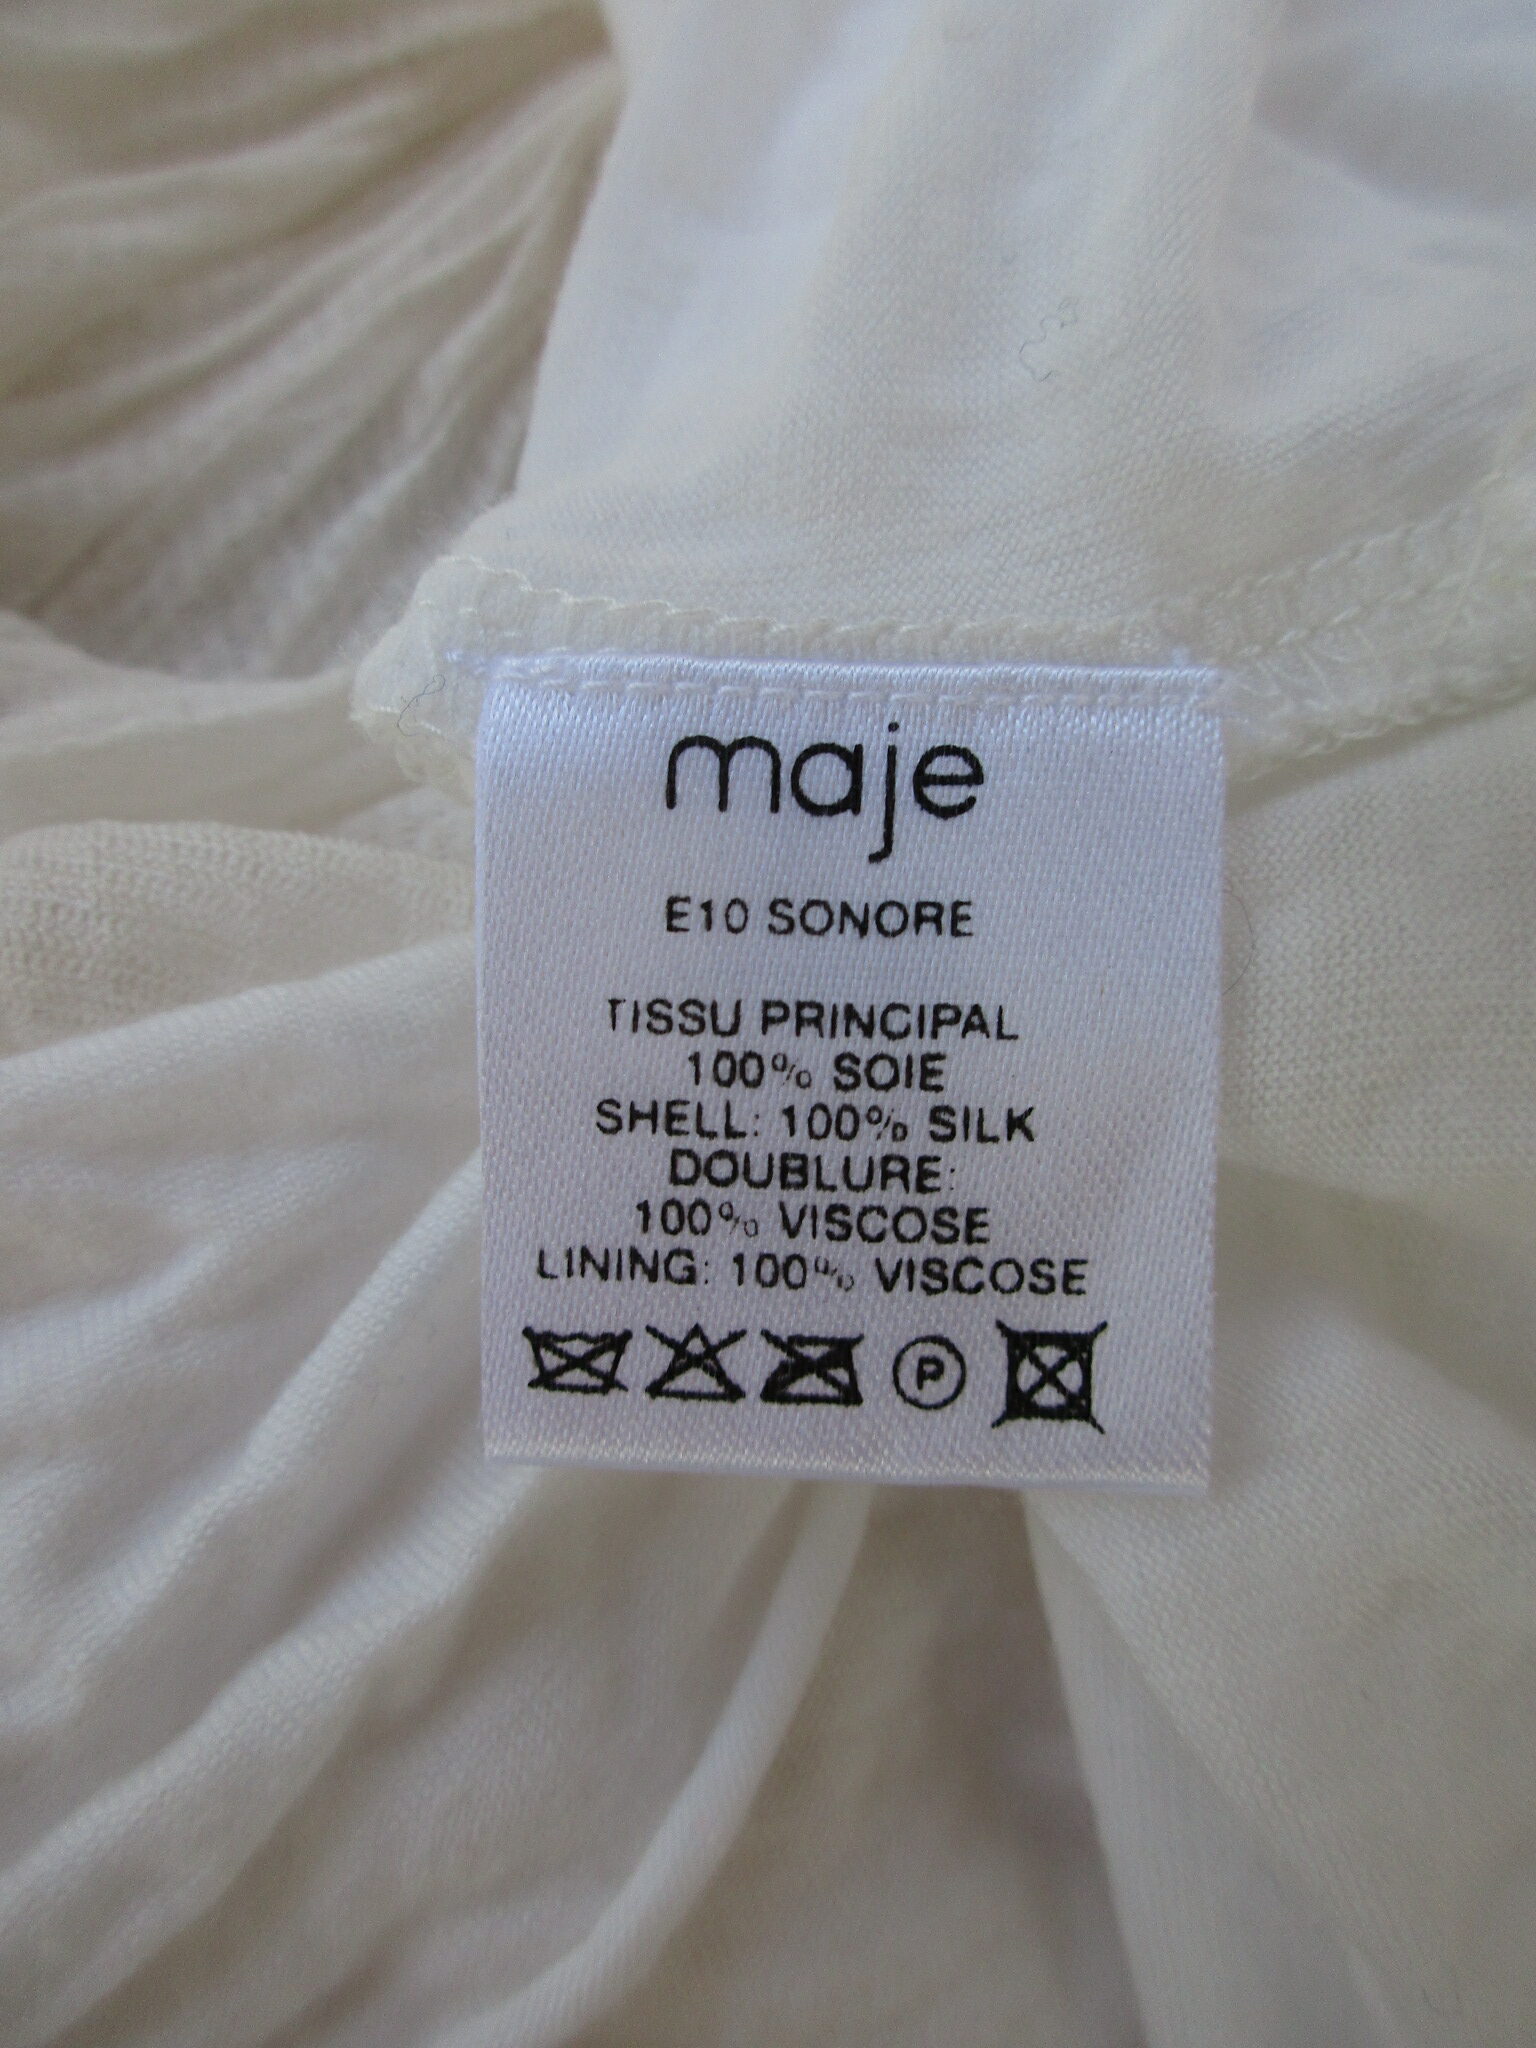 maje
E10 SONORE
TISSU PRINCIPAL
100% SOIE
SHELL: 100% SILK
DOUBLURE:
100% VISCOSE
LINING: 100% VISCOSE
P